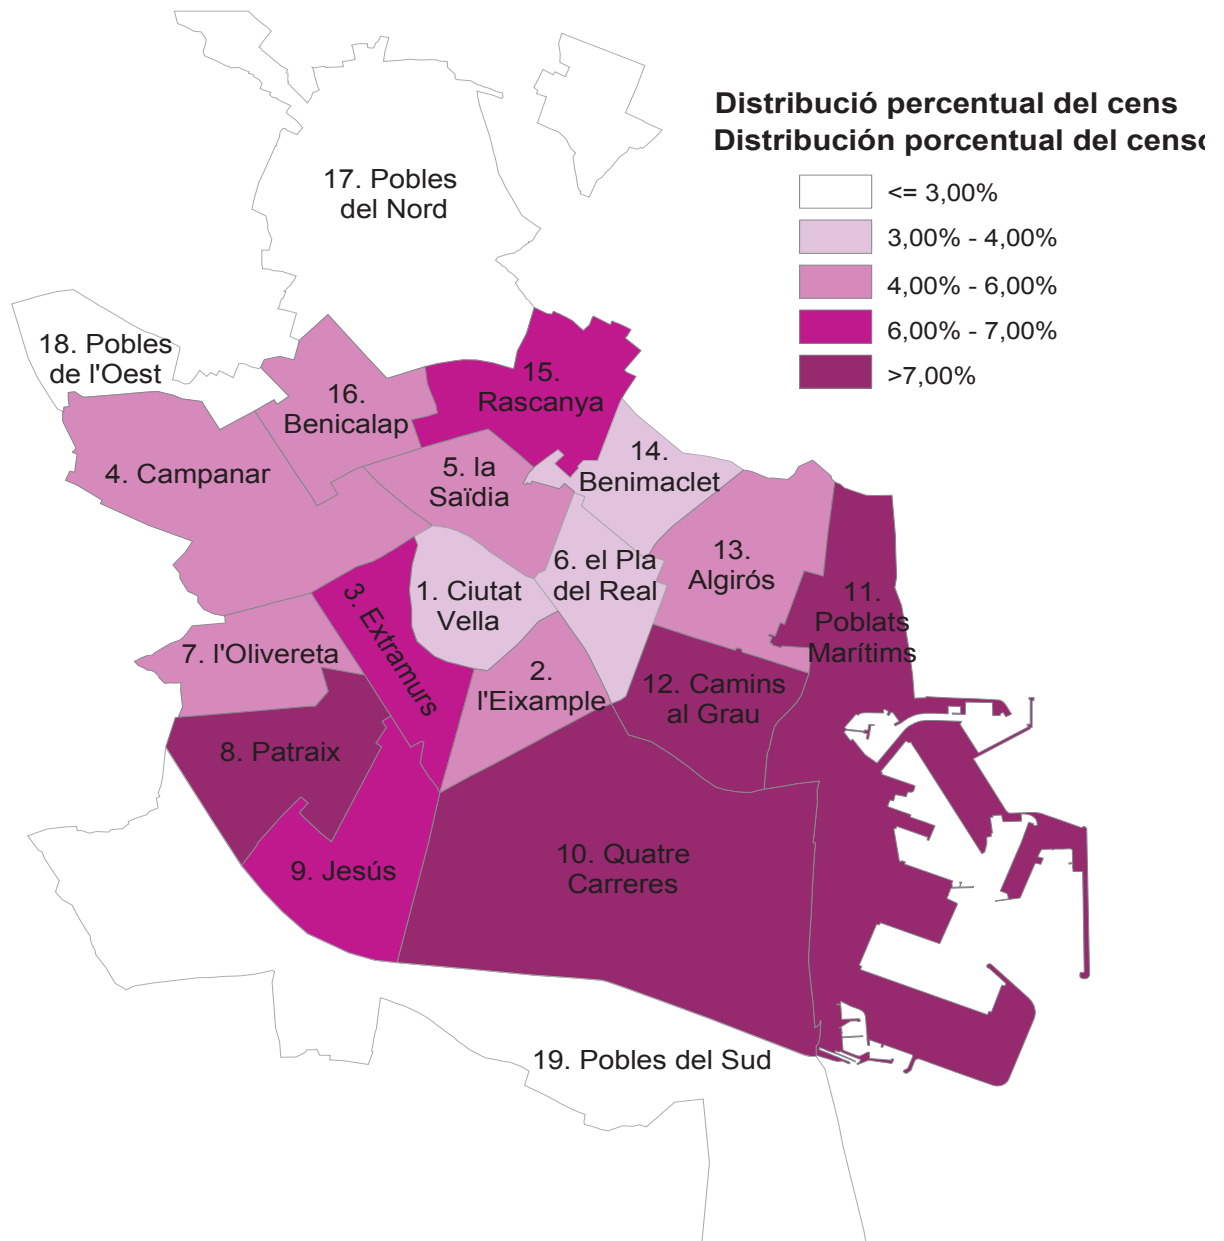 Distribució percentual del cens
Distribución porcentual del censo
<= 3,00%
3,00% - 4,00%
4,00% - 6,00%
6,00% - 7,00%
>7,00%
17. Pobles
del Nord
18. Pobles
de l'Oest
16.
Benicalap
15.
Rascanya
4. Campanar
5. la
Saïdia
14.
Benimaclet
13.
Algirós
6. el Pla
del Real
1. Ciutat
Vella
3. Extramurs
11.
Poblats
Marítims
7. l'Olivereta
2.
l'Eixample
12. Camins
al Grau
8. Patraix
9. Jesús
10. Quatre
Carreres
19. Pobles del Sud